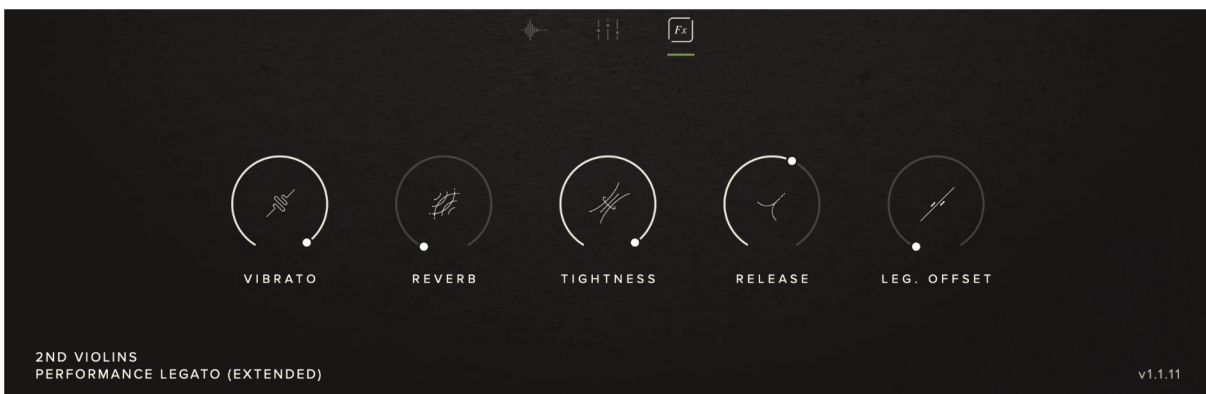 Fx
VIBRATO
REVERB
TIGHTNESS
RELEASE
LEG. OFFSET
2ND VIOLINS
PERFORMANCE LEGATO (EXTENDED)
v1.1.11